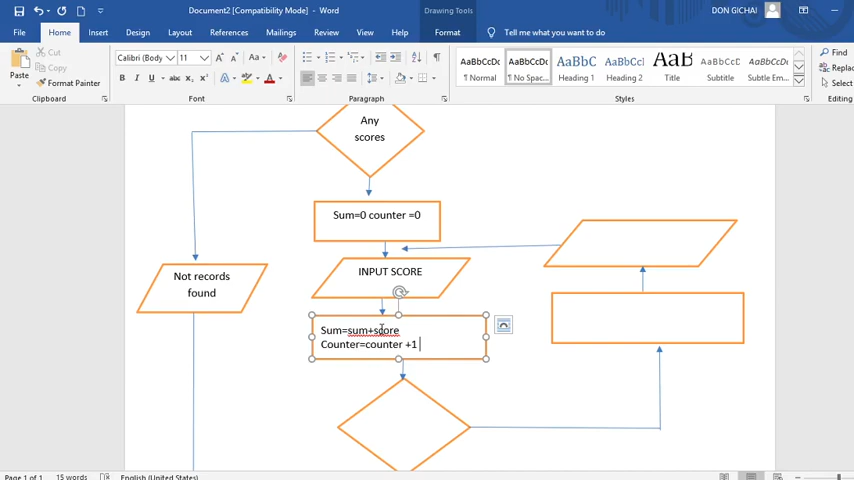 Document2 [Compatibility Mode] - Word
Drawing Tools
DON GICHAI
File
Home
Insert
Design
Layout
References
Mailings
Review
View
Help
Format
Tell me what you want to do
Paste
Cut
Copy
Format Painter
Clipboard
Calibri (Body
11
Font
Paragraph
AaBbCcDc
¶ Normal
AaBbCcDc
¶ No Spac...
AaBbC
Heading 1
AaBbCcE
Heading 2
AaB
Title
AaBbCcC
Subtitle
AaBbCcDc
Subtle Em...
Styles
Find
Replac
Select
Editing
Any
scores
Sum=0 counter =0
INPUT SCORE
Not records
found
Sum=sum+score
Counter=counter +1
Page 1 of 1
15 words
English (United States)